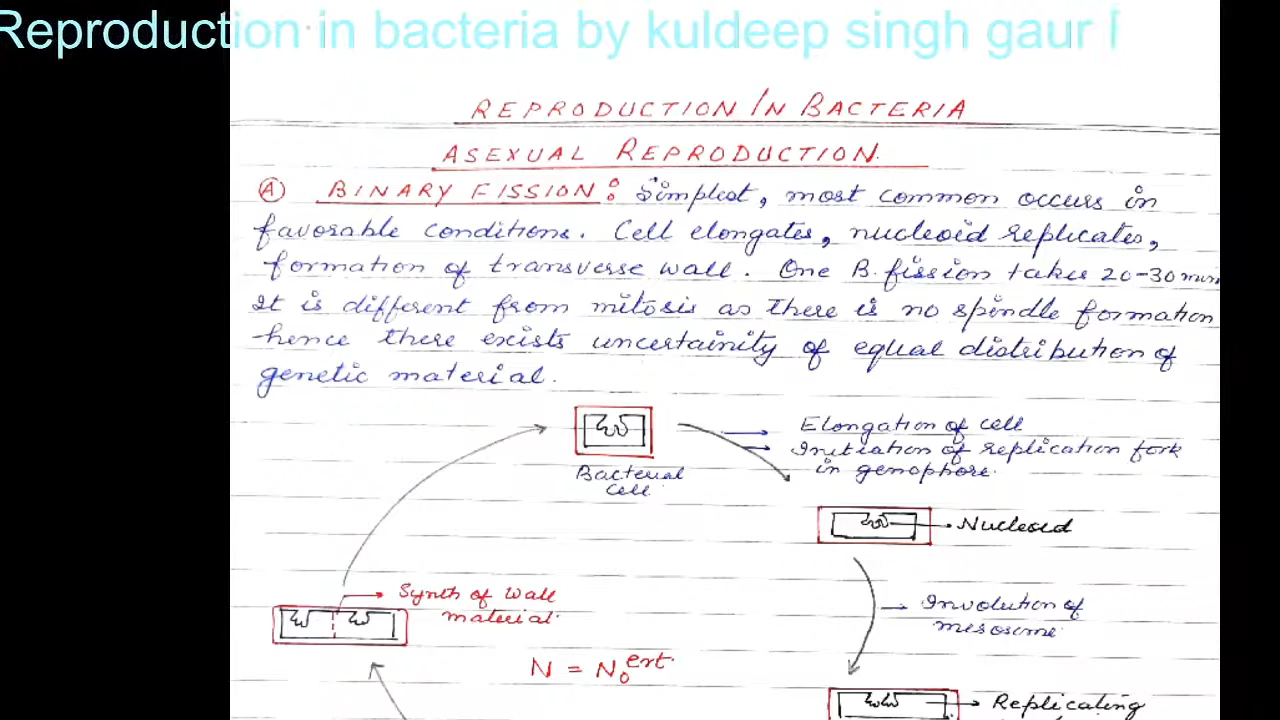 Reproduction in bacteria by kuldeep singh gaur
REPRODUCTION IN BACTERIA
ASEXUAL REPRODUCTION.
(A) BINARY FISSION: Simplest, most common occurs in
favorable conditions. Cell elongates, nucleoid replicates,
formation of transverse wall. One B.fission takes 20-30 min
It is different from mitosis as there is no spindle formation
hence there exists uncertainity of equal distribution of
genetic material.
Elongation of cell
Initiation of replication fork
in genophore.
Bacterial
cell.
Nucleoid
Synth of wall
material.
Involution of
mesosome.
N = N₀ᵉʳᵗ.
Replicating